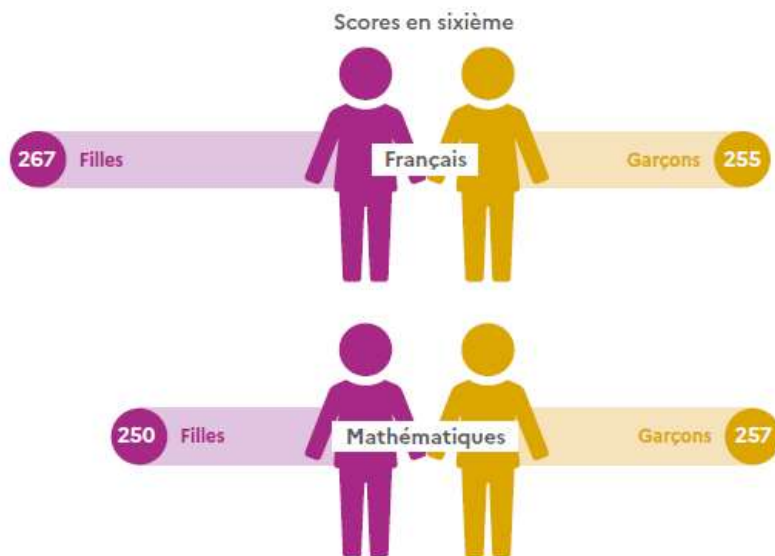 Scores en sixième
267 Filles Français Garçons 255
250 Filles Mathématiques Garçons 257